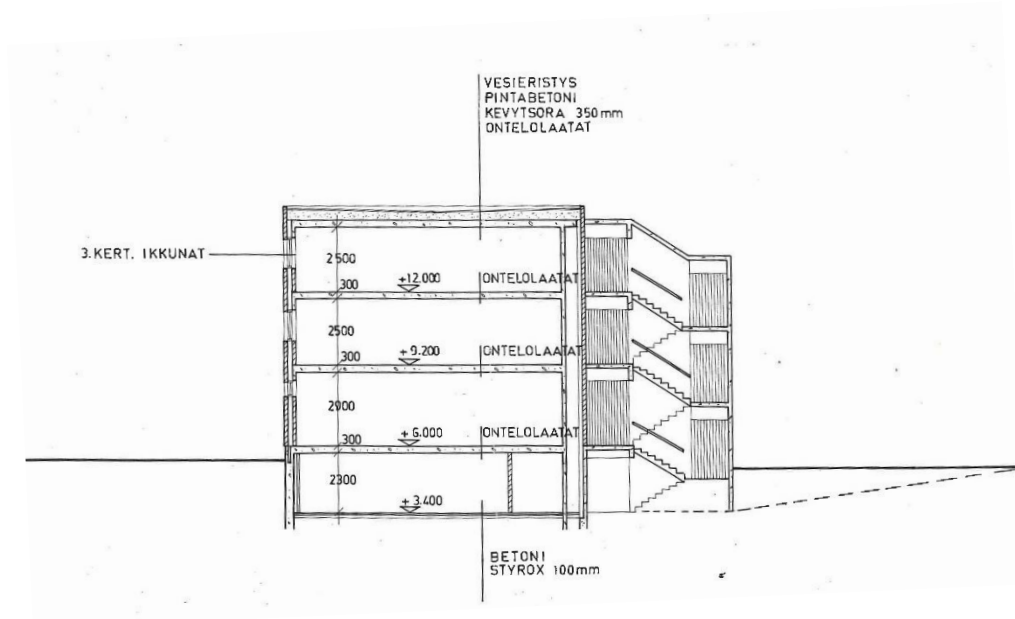 VESIERISTYS
PINTABETONI
KEVYTSORA 350mm
ONTELOLAATAT
3.KERT. IKKUNAT
2500
+12.000
ONTELOLAATAT
300
2500
+9.200
ONTELOLAATAT
300
2900
+6.000
ONTELOLAATAT
300
2300
+3.400
BETONI
STYROX 100mm